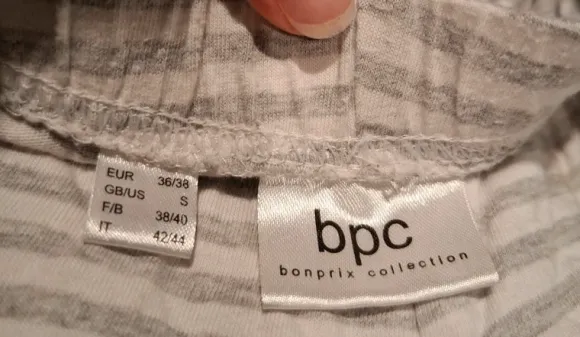 EUR 36/38
GB/US S
F/B 38/40
IT 42/44
bpc
bonprix collection